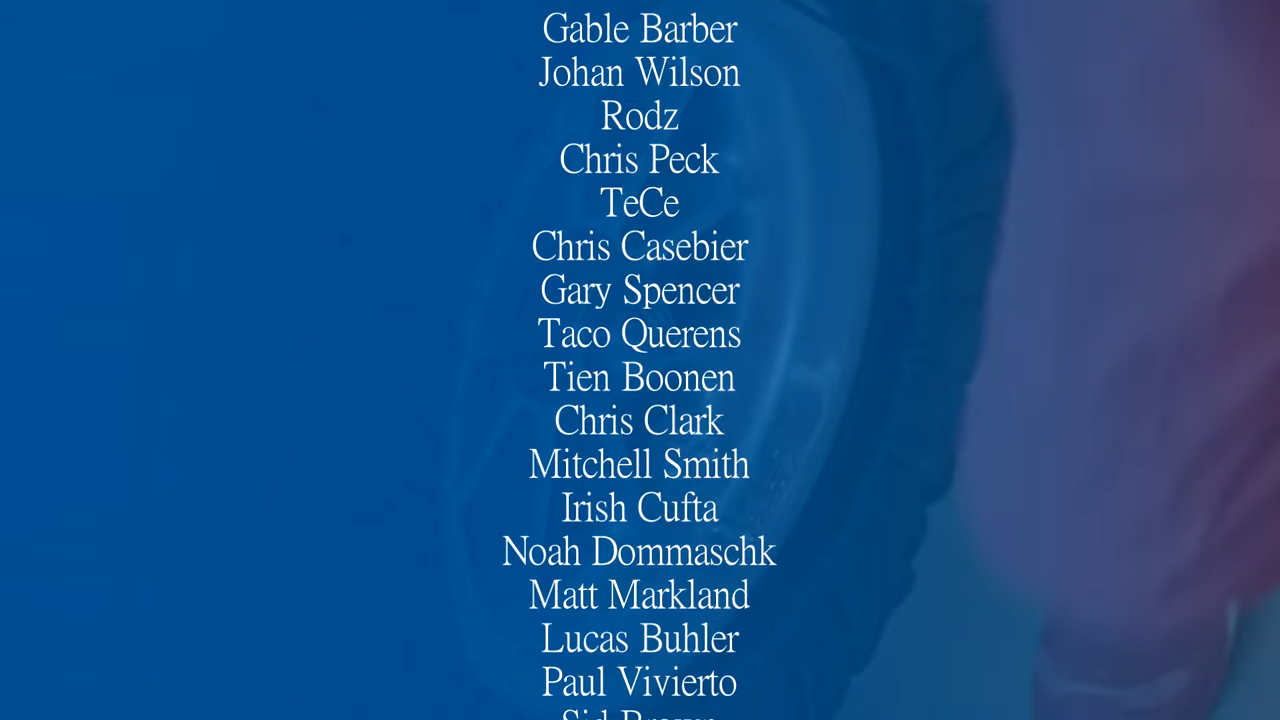 Gable Barber
Johan Wilson
Rodz
Chris Peck
TeCe
Chris Casebier
Gary Spencer
Taco Querens
Tien Boonen
Chris Clark
Mitchell Smith
Irish Cufta
Noah Dommaschk
Matt Markland
Lucas Buhler
Paul Vivierto